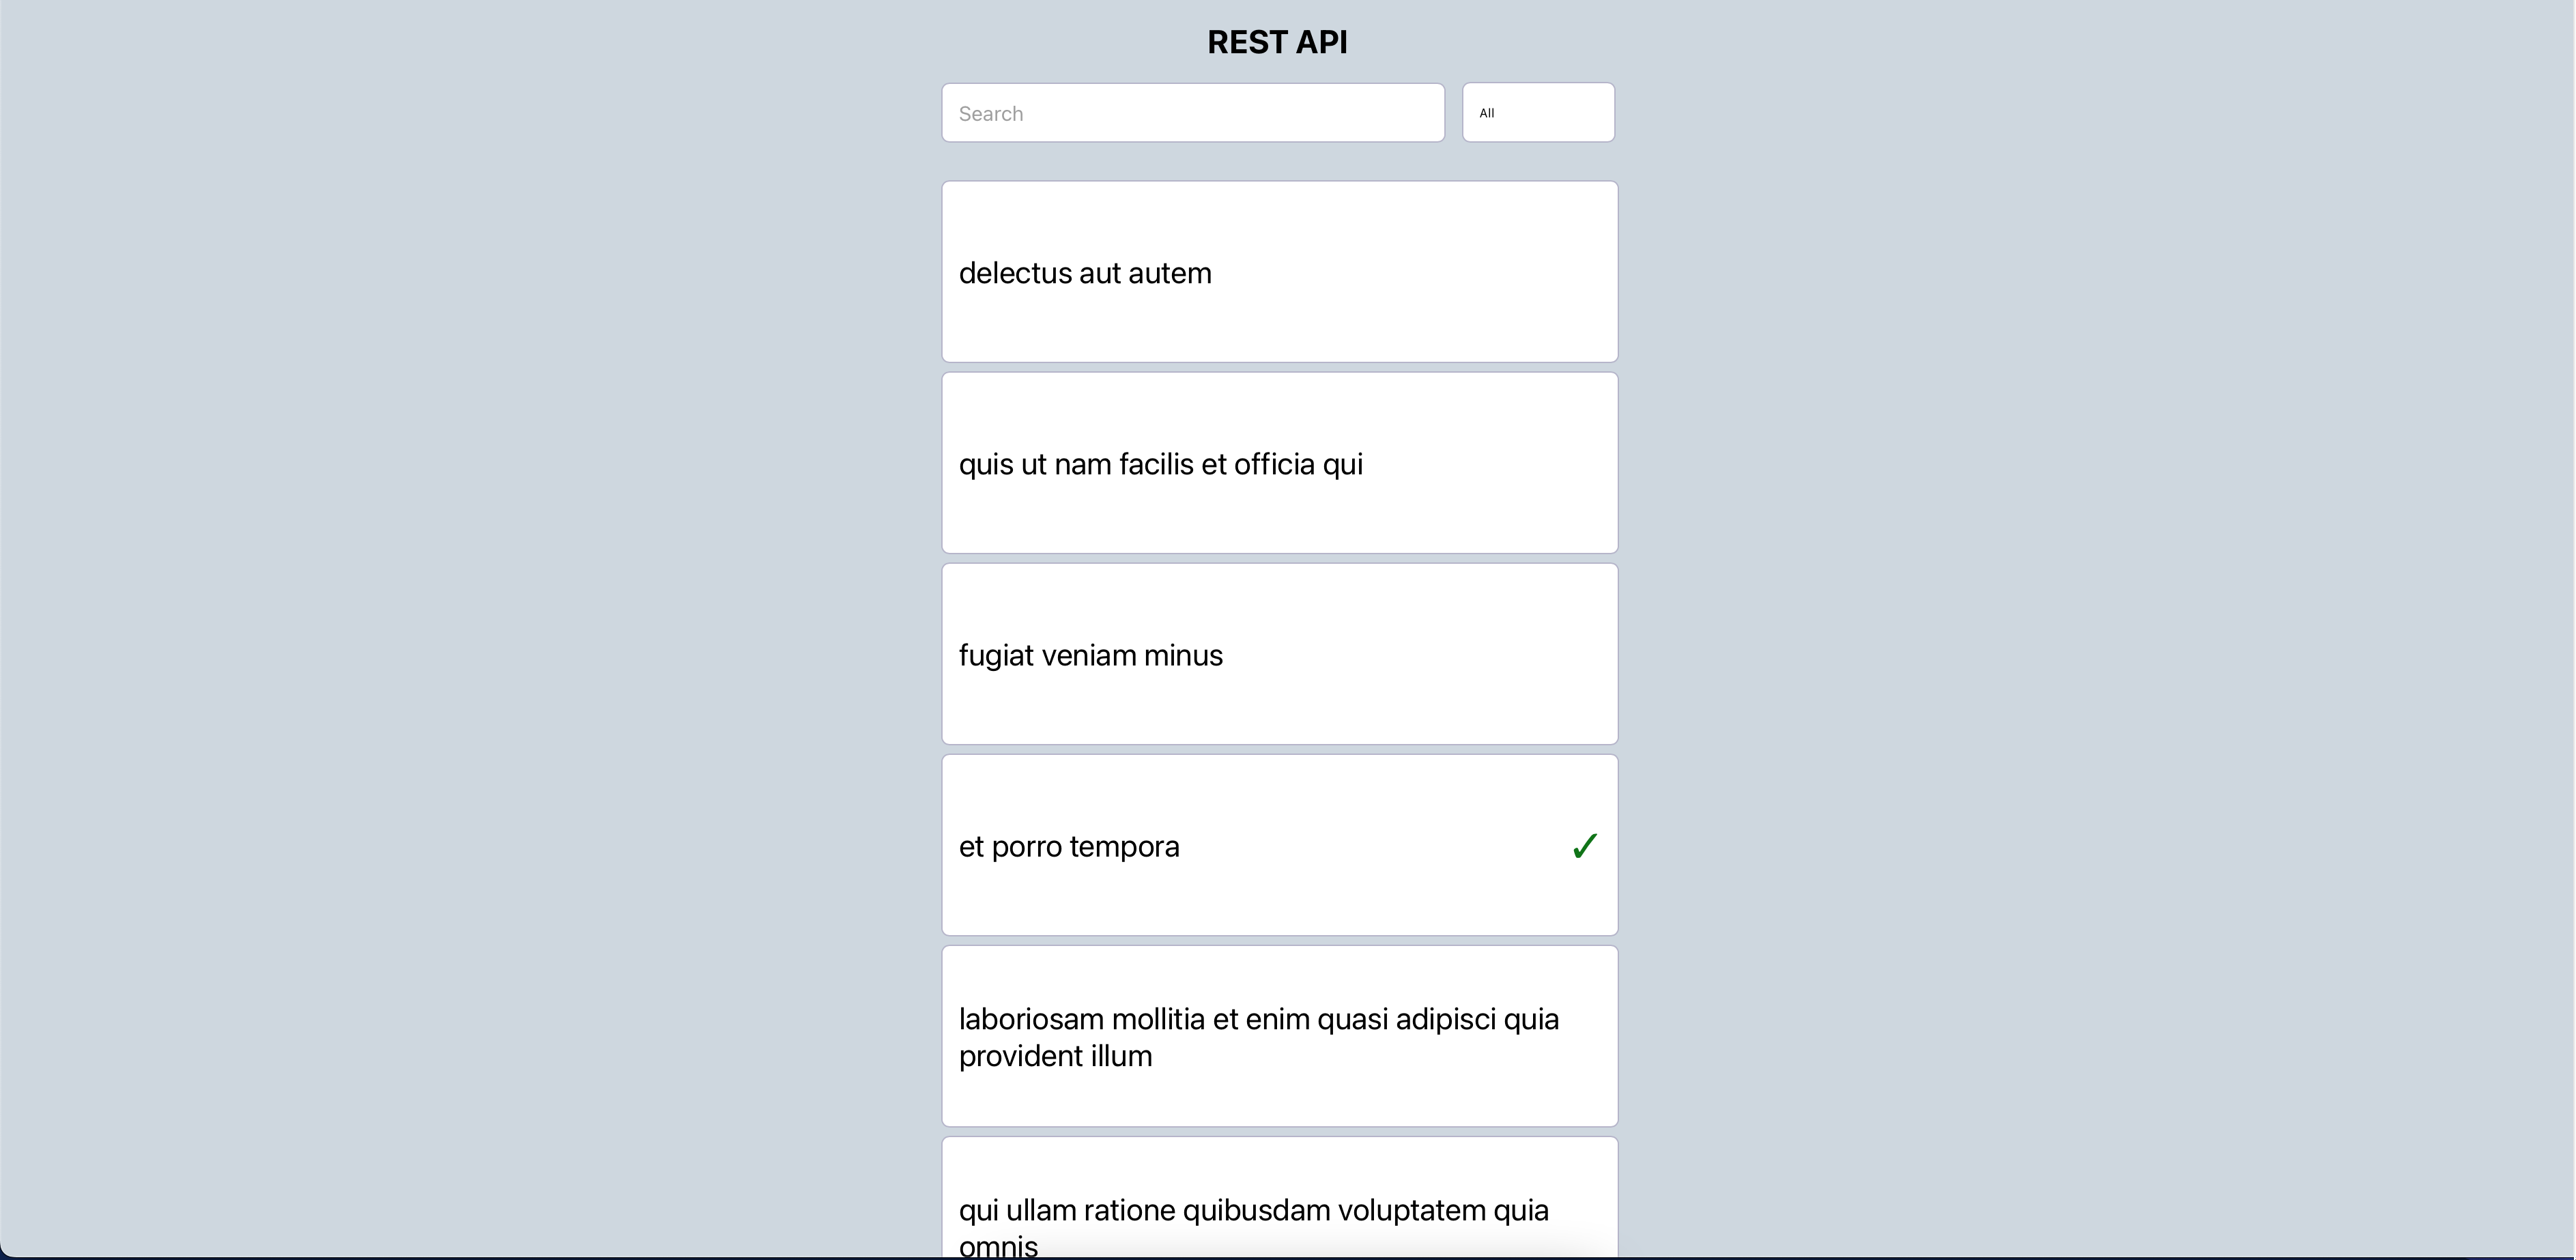 REST API
Search
All
delectus aut autem
quis ut nam facilis et officia qui
fugiat veniam minus
et porro tempora
✓
laboriosam mollitia et enim quasi adipisci quia
provident illum
qui ullam ratione quibusdam voluptatem quia
omnis